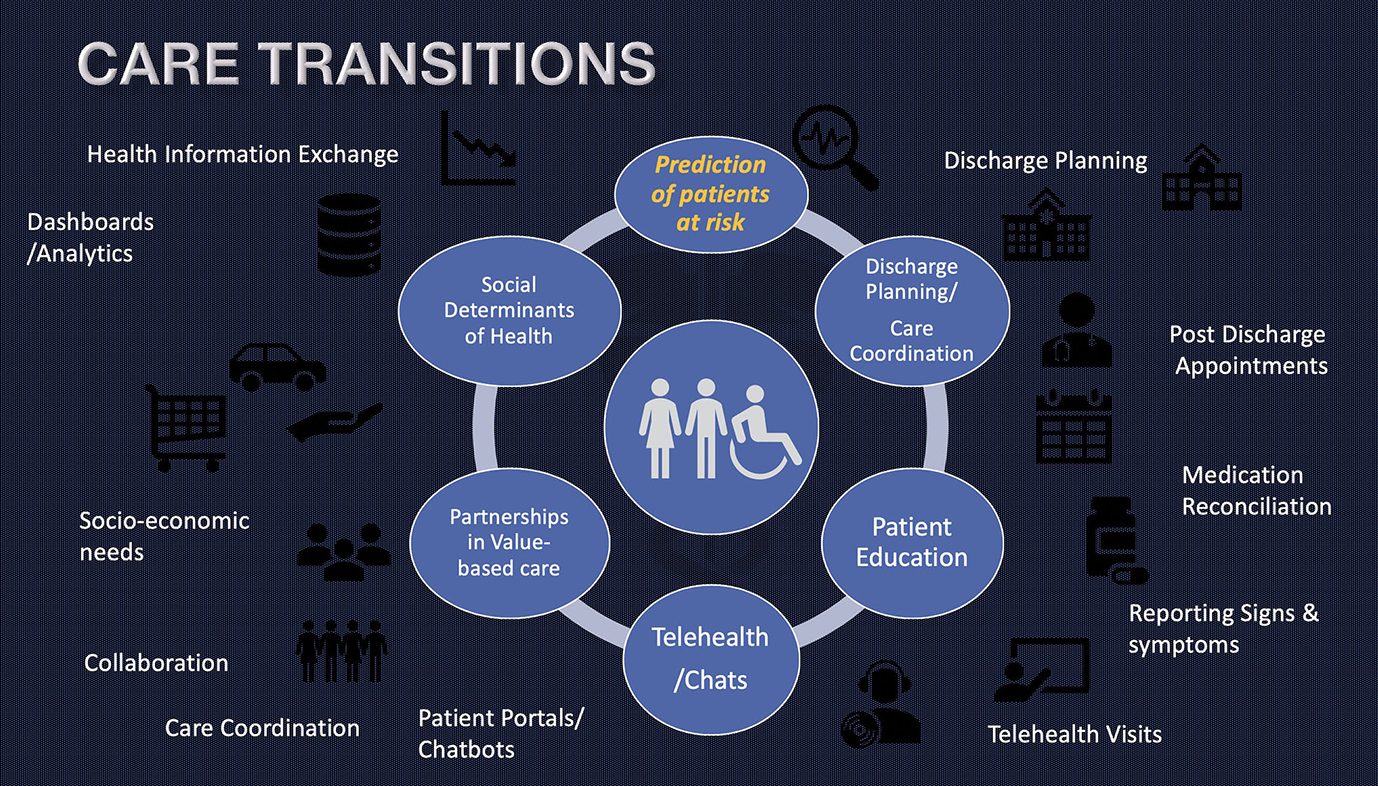 CARE TRANSITIONS
Health Information Exchange
Dashboards
/Analytics
Prediction
of patients
at risk
Discharge Planning
Social
Determinants
of Health
Discharge
Planning/
Care
Coordination
Post Discharge
Appointments
Medication
Reconciliation
Socio-economic
needs
Partnerships
in Value-
based care
Patient
Education
Telehealth
/Chats
Reporting Signs &
symptoms
Collaboration
Care Coordination
Patient Portals/
Chatbots
Telehealth Visits